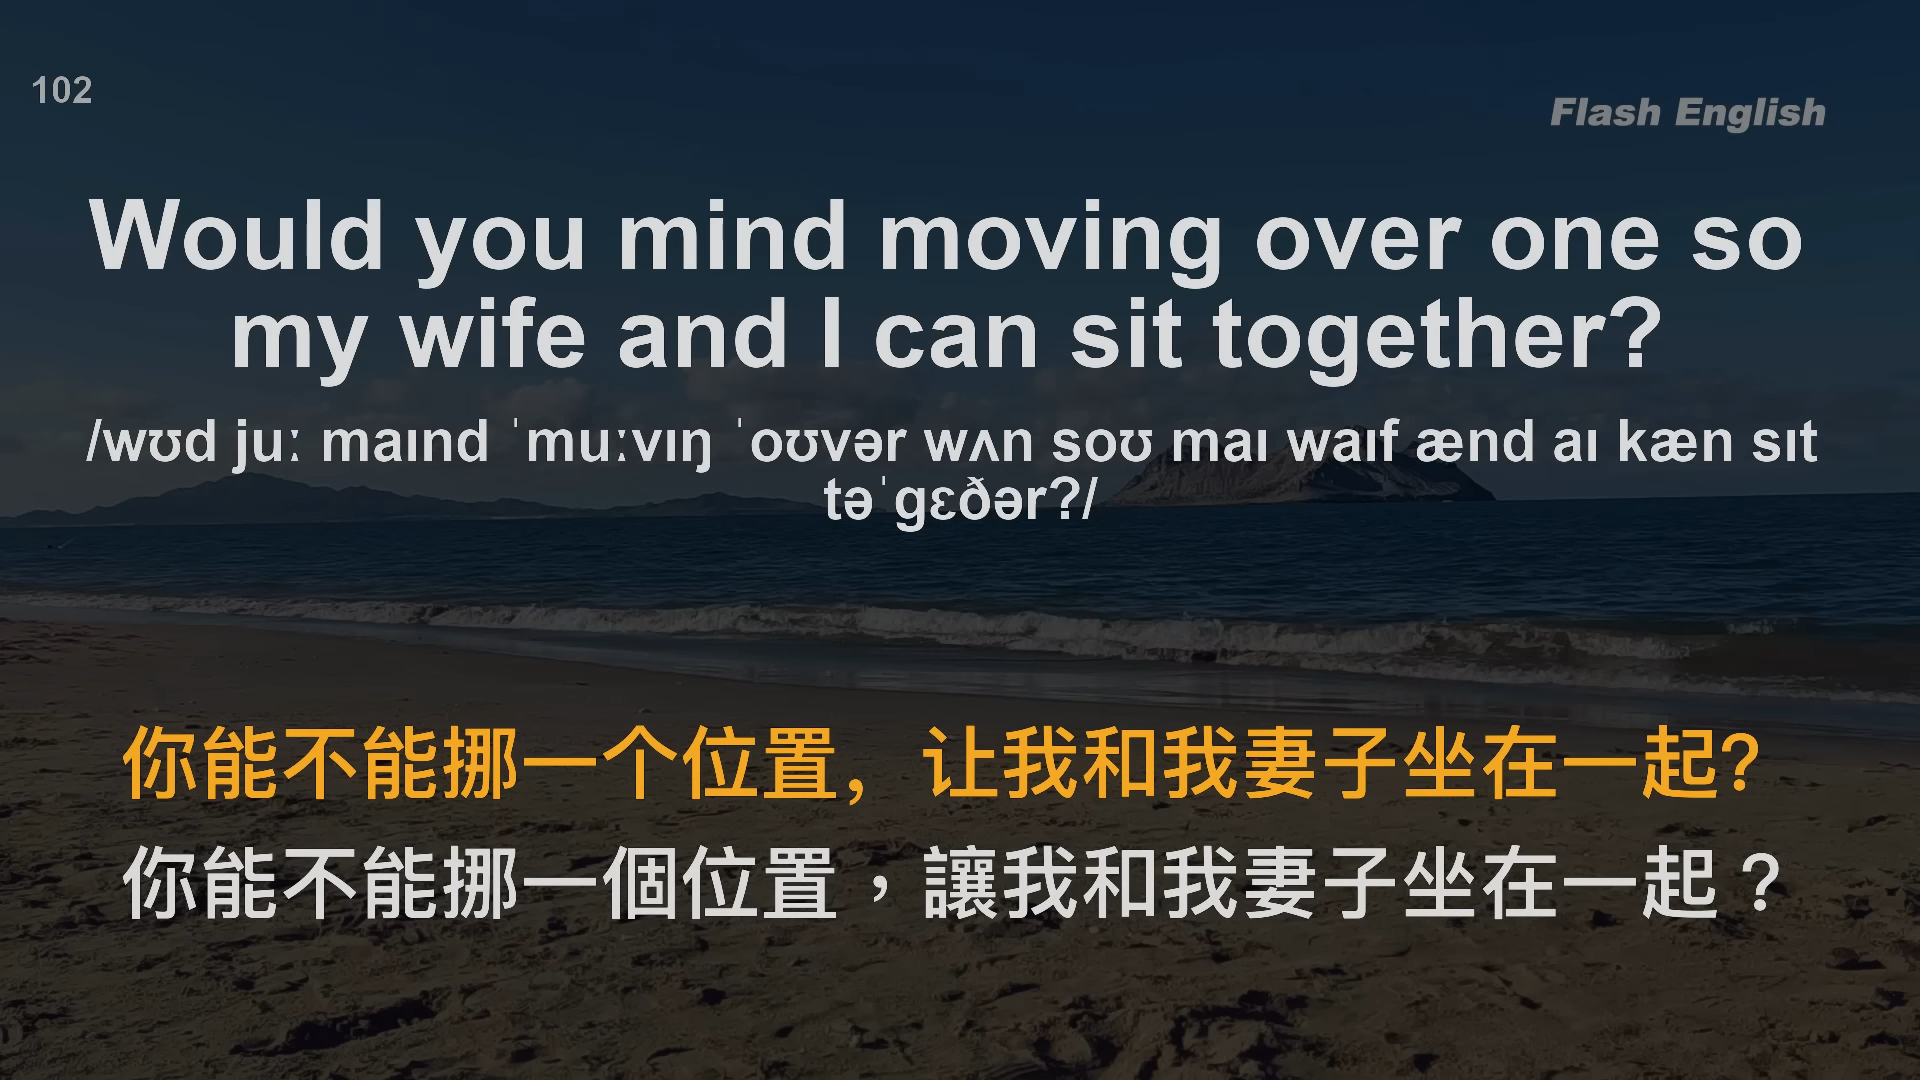 102
Flash English
Would you mind moving over one so
my wife and I can sit together?
/wʊd juː maɪnd ˈmuːvɪŋ ˈoʊvər wʌn soʊ maɪ waɪf ænd aɪ kæn sɪt
təˈgɛðər?/
你能不能挪一个位置，让我和我妻子坐在一起?
你能不能挪一個位置，讓我和我妻子坐在一起？